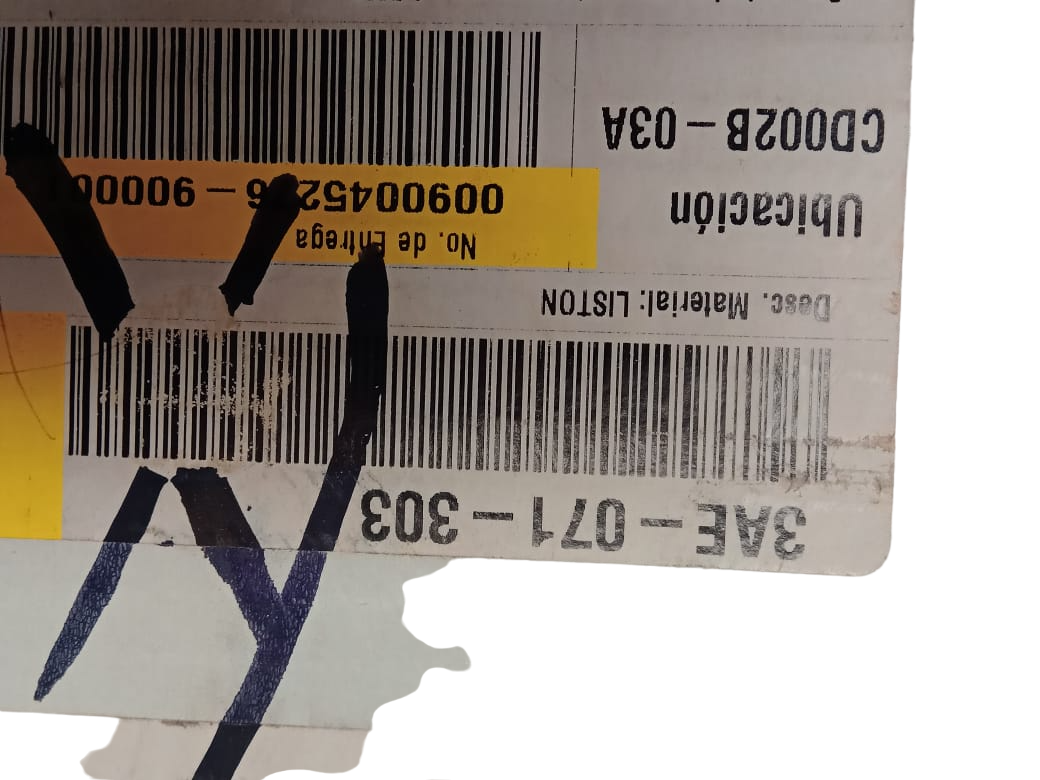 3AE – 071 – 303
Desc. Material: LISTON
Ubicación
CD002B – 03A
No. de Entrega